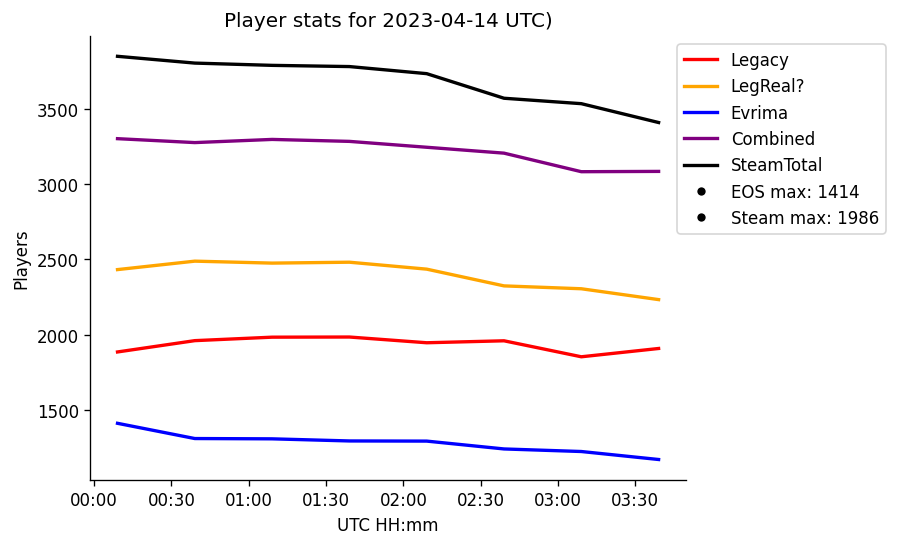 Player stats for 2023-04-14 UTC)
Legacy
LegReal?
Evrima
Combined
SteamTotal
EOS max: 1414
Steam max: 1986
Players
3500
3000
2500
2000
1500
00:00 00:30 01:00 01:30 02:00 02:30 03:00 03:30
UTC HH:mm